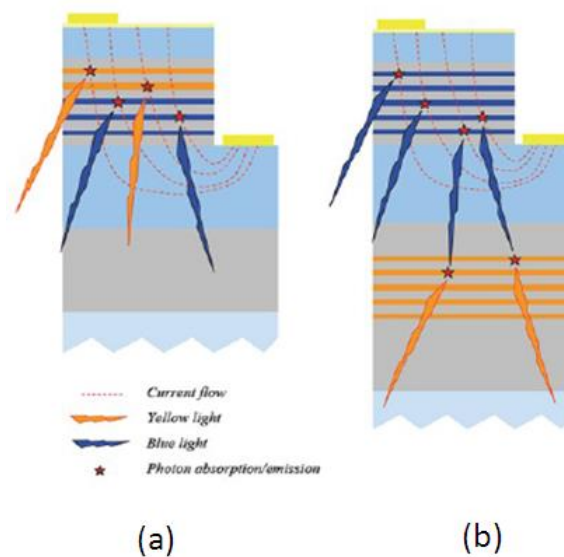 Current flow
Yellow light
Blue light
Photon absorption/emission
(a)
(b)